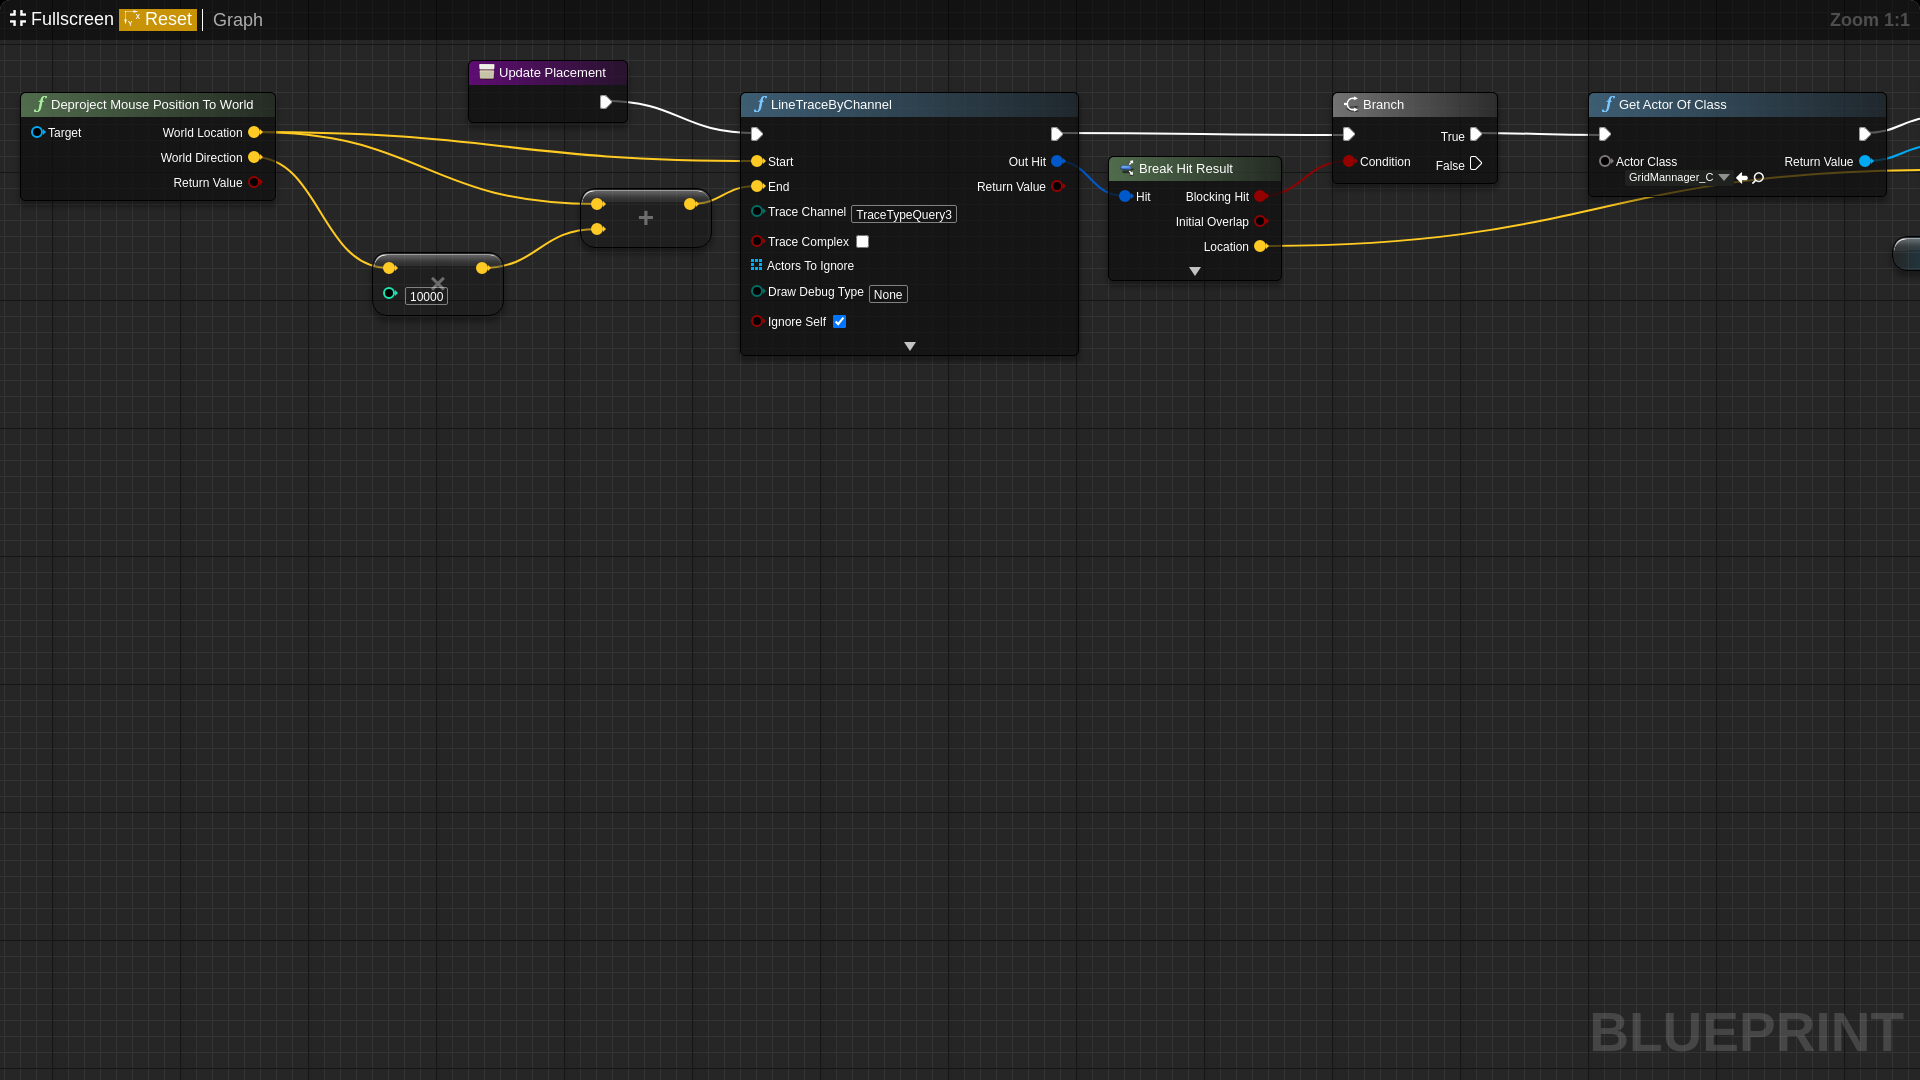 Fullscreen Reset Graph
Zoom 1:1
Update Placement
Deproject Mouse Position To World
Target World Location
World Direction
Return Value
10000
LineTraceByChannel
Start Out Hit
End Return Value
Trace Channel TraceTypeQuery3
Trace Complex
Actors To Ignore
Draw Debug Type None
Ignore Self
Break Hit Result
Hit Blocking Hit
Initial Overlap
Location
Branch
True
Condition False
Get Actor Of Class
Actor Class Return Value
GridMannager_C
BLUEPRINT